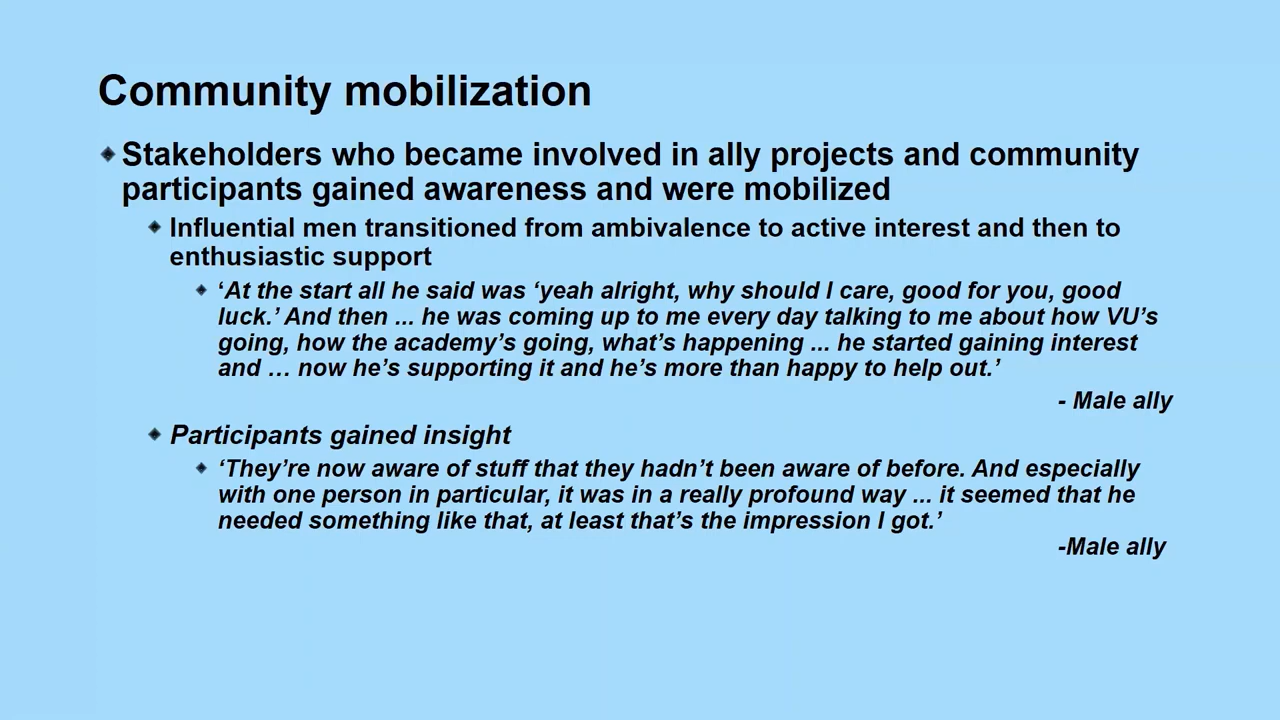 Community mobilization
Stakeholders who became involved in ally projects and community
participants gained awareness and were mobilized
Influential men transitioned from ambivalence to active interest and then to
enthusiastic support
‘At the start all he said was ‘yeah alright, why should I care, good for you, good
luck.’ And then ... he was coming up to me every day talking to me about how VU’s
going, how the academy’s going, what’s happening ... he started gaining interest
and … now he’s supporting it and he’s more than happy to help out.’
- Male ally
Participants gained insight
‘They’re now aware of stuff that they hadn’t been aware of before. And especially
with one person in particular, it was in a really profound way ... it seemed that he
needed something like that, at least that’s the impression I got.’
-Male ally